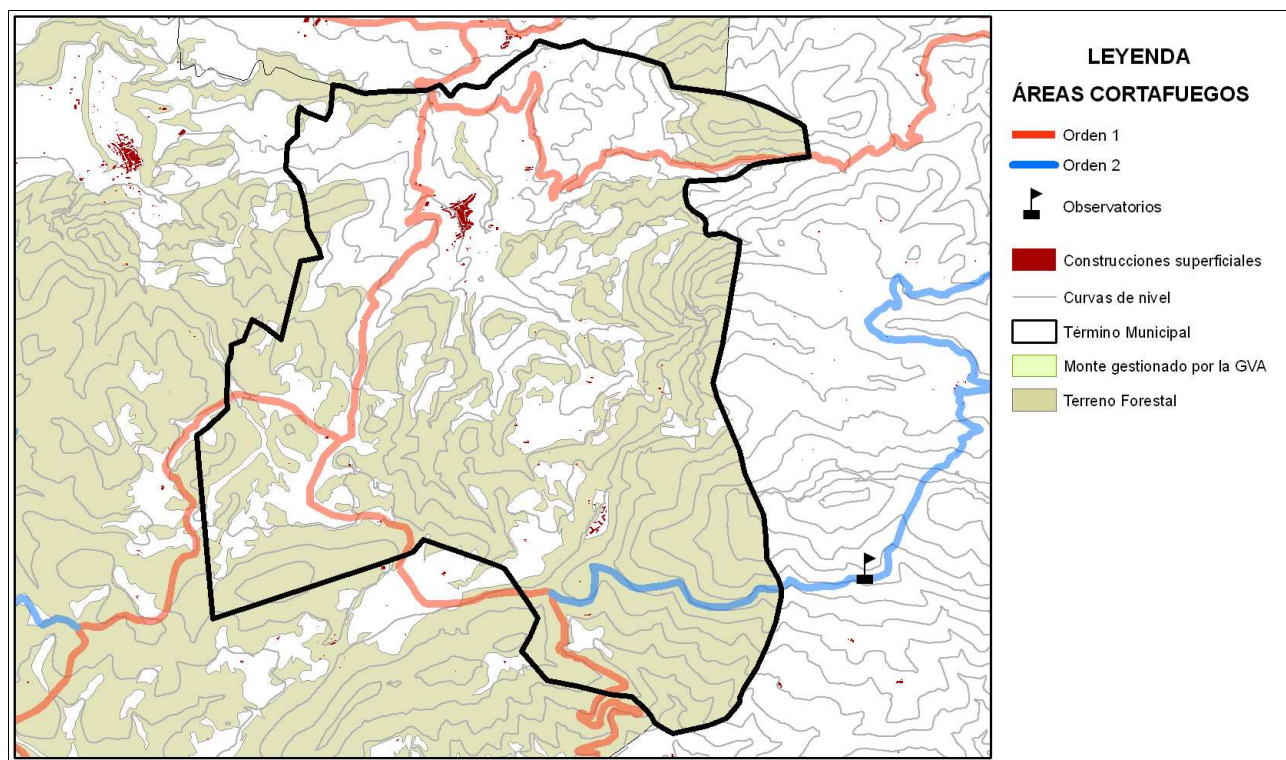 LEYENDA
ÁREAS CORTAFUEGOS
Orden 1
Orden 2
Observatorios
Construcciones superficiales
Curvas de nivel
Término Municipal
Monte gestionado por la GVA
Terreno Forestal